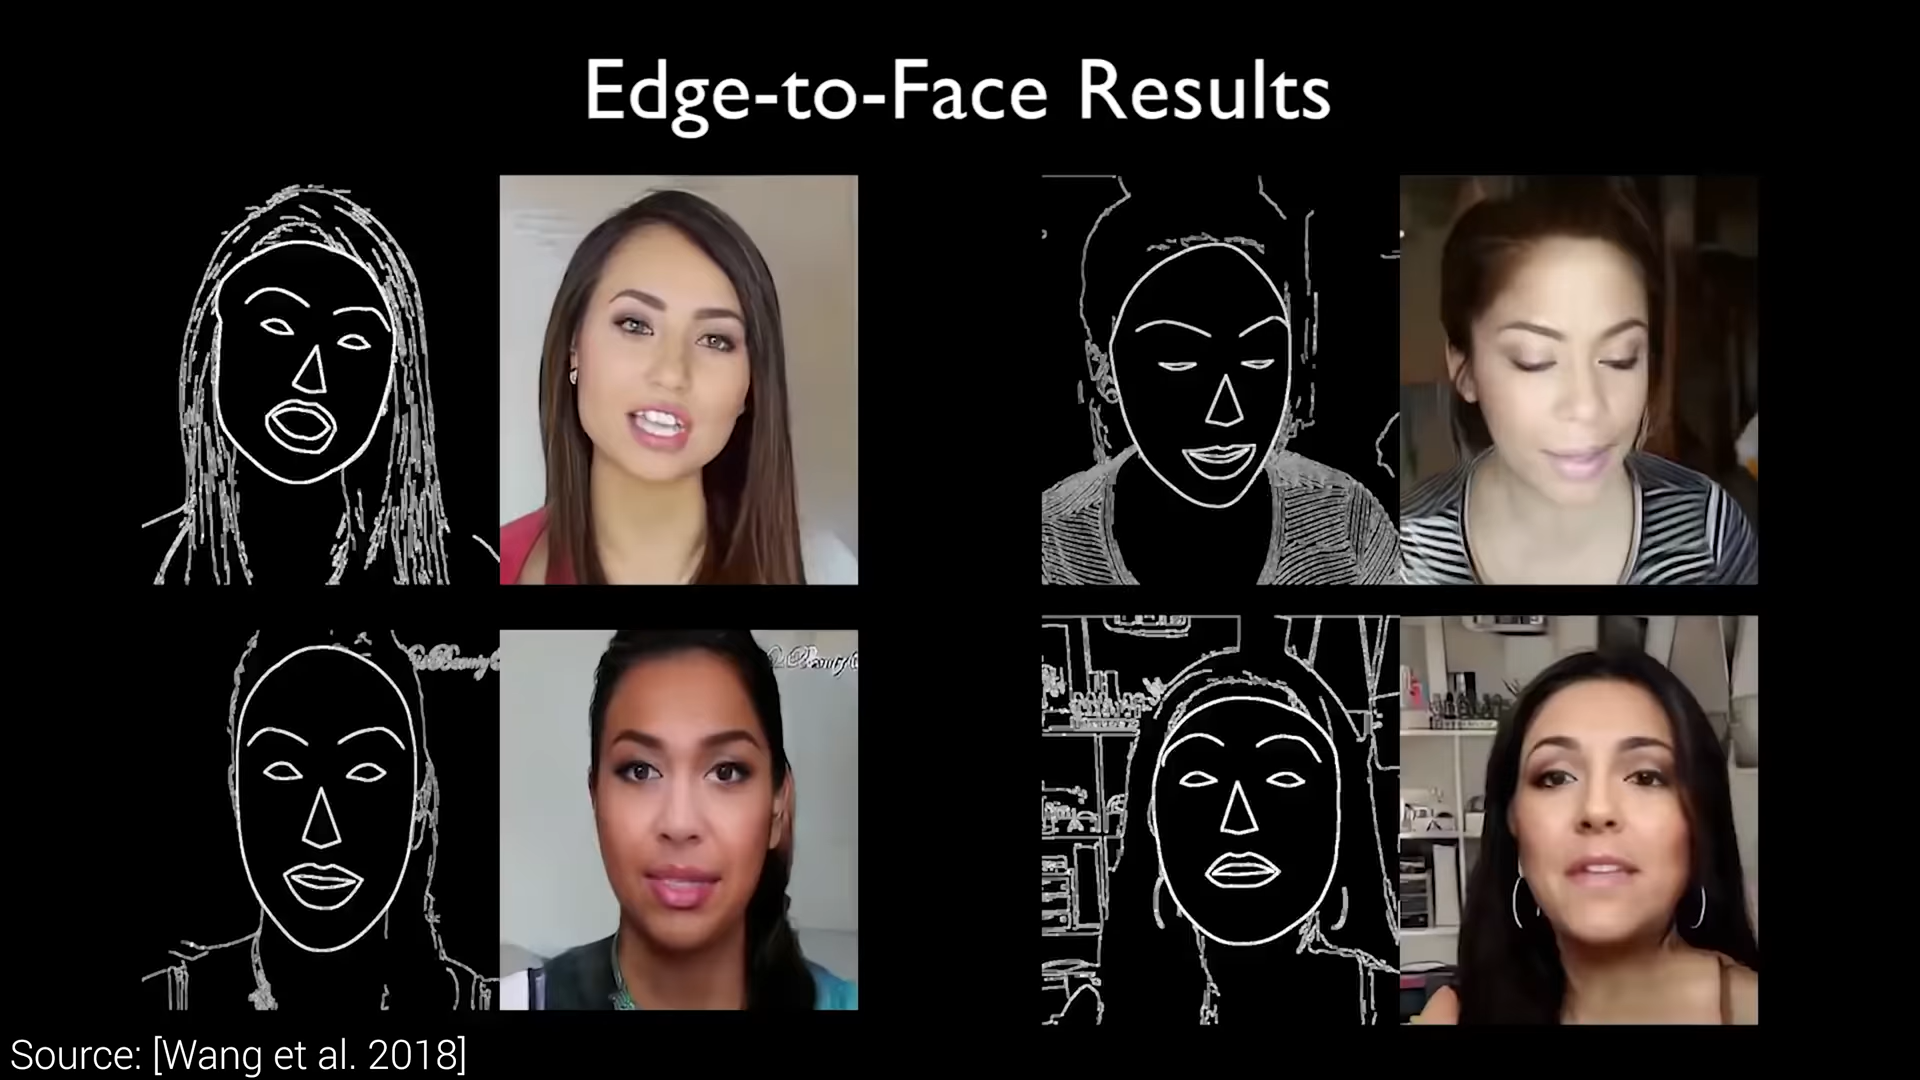 Edge-to-Face Results
Source: [Wang et al. 2018]